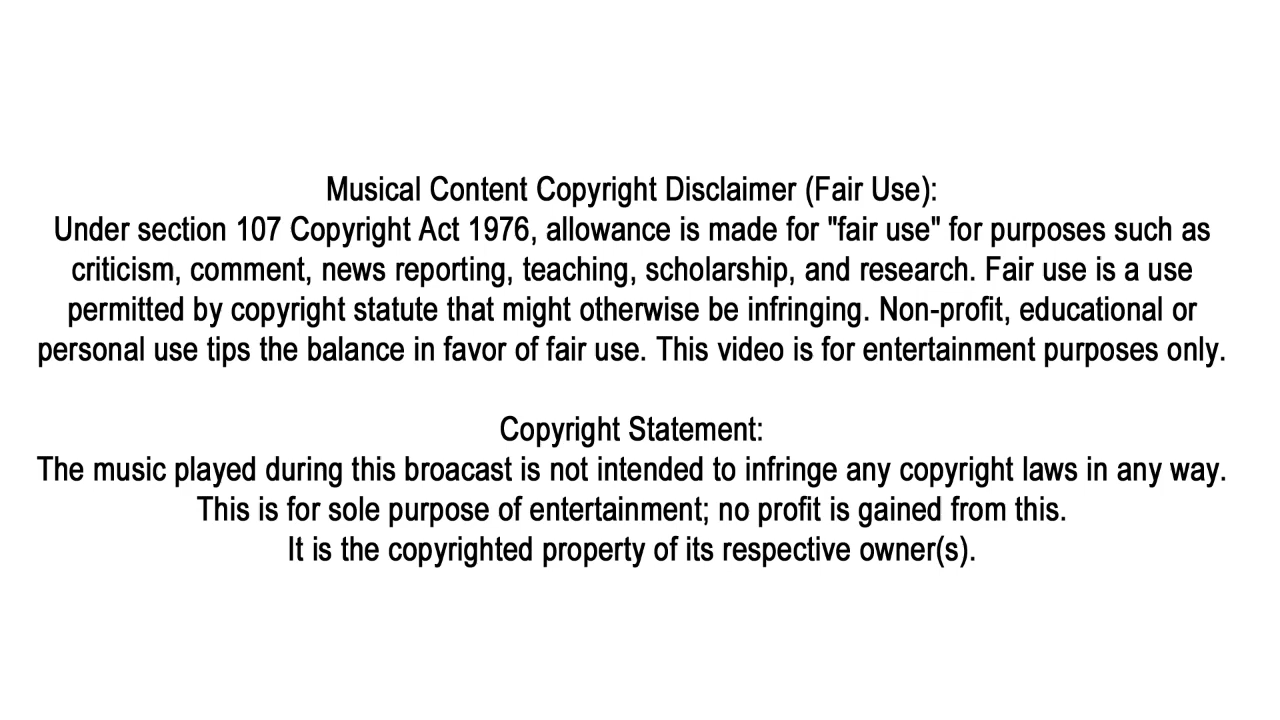 Musical Content Copyright Disclaimer (Fair Use):
Under section 107 Copyright Act 1976, allowance is made for "fair use" for purposes such as
criticism, comment, news reporting, teaching, scholarship, and research. Fair use is a use
permitted by copyright statute that might otherwise be infringing. Non-profit, educational or
personal use tips the balance in favor of fair use. This video is for entertainment purposes only.
Copyright Statement:
The music played during this broacast is not intended to infringe any copyright laws in any way.
This is for sole purpose of entertainment; no profit is gained from this.
It is the copyrighted property of its respective owner(s).